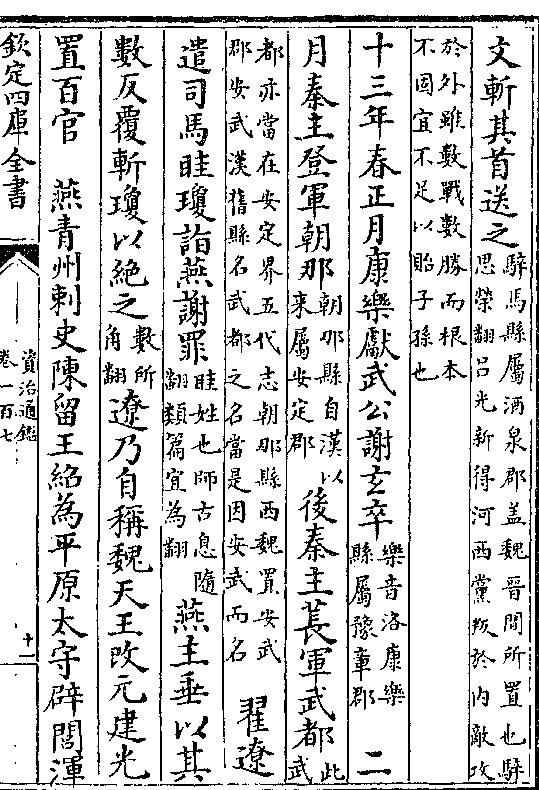 文斬其首送之
騂馬縣屬酒泉郡蓋魏晉間所置也騂
思榮翻呂光新得河西黨叛於内敵攻
於外雖數戰數勝而根本
不固宜不足以貽子孫也
十三年春正月康樂獻武公謝玄卒
樂音洛康樂
縣屬豫章郡
二
月秦主登軍朝那
朝那縣自漢以
來屬安定郡
後秦主萇軍武都
此
武
都亦當在安定界五代志朝那縣西魏置安武
郡安武漢舊縣名武都之名當是因安武而名
翟遼
遣司馬眭瓊詣燕謝罪
眭姓也師古息隨
翻類篇宜為翻
燕主垂以其
數反覆斬瓊以絶之
數所
角翻
遼乃自稱魏天王改元建光
置百官 燕青州刺史陳留王紹為平原太守辟閭渾
欽定四庫全書
資治通鑑
卷一百七
十一